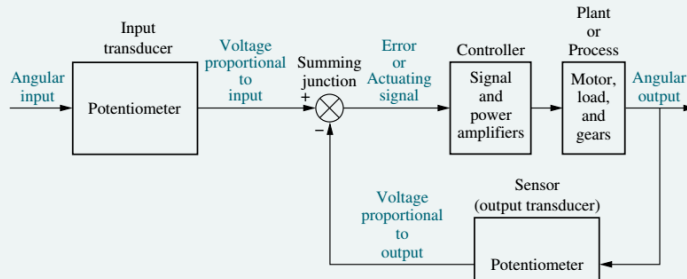 Input
transducer
Angular
input
Potentiometer
Voltage
proportional
to
input
Summing
junction
+
−
Error
or
Actuating
signal
Controller
Signal
and
power
amplifiers
Plant
or
Process
Motor,
load,
and
gears
Angular
output
Voltage
proportional
to
output
Sensor
(output transducer)
Potentiometer